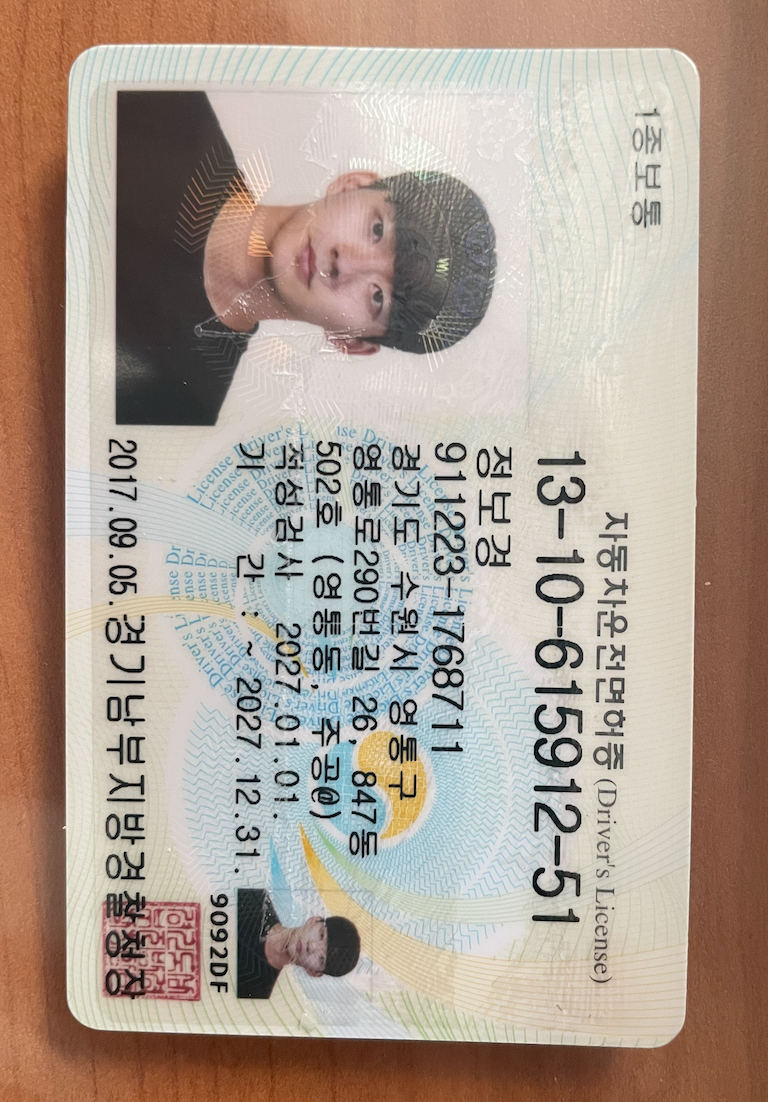 1종보통
자동차운전면허증 (Driver's License)
13-10-615912-51
정보경
911223-1768711
경기도 수원시 영통구
영통로290번길 26, 847동
502호 (영통동, 주공@)
적성검사 2027.01.01.
기 간 : ~ 2027.12.31.
9092DF
2017.09.05.경기남부지방경찰청장